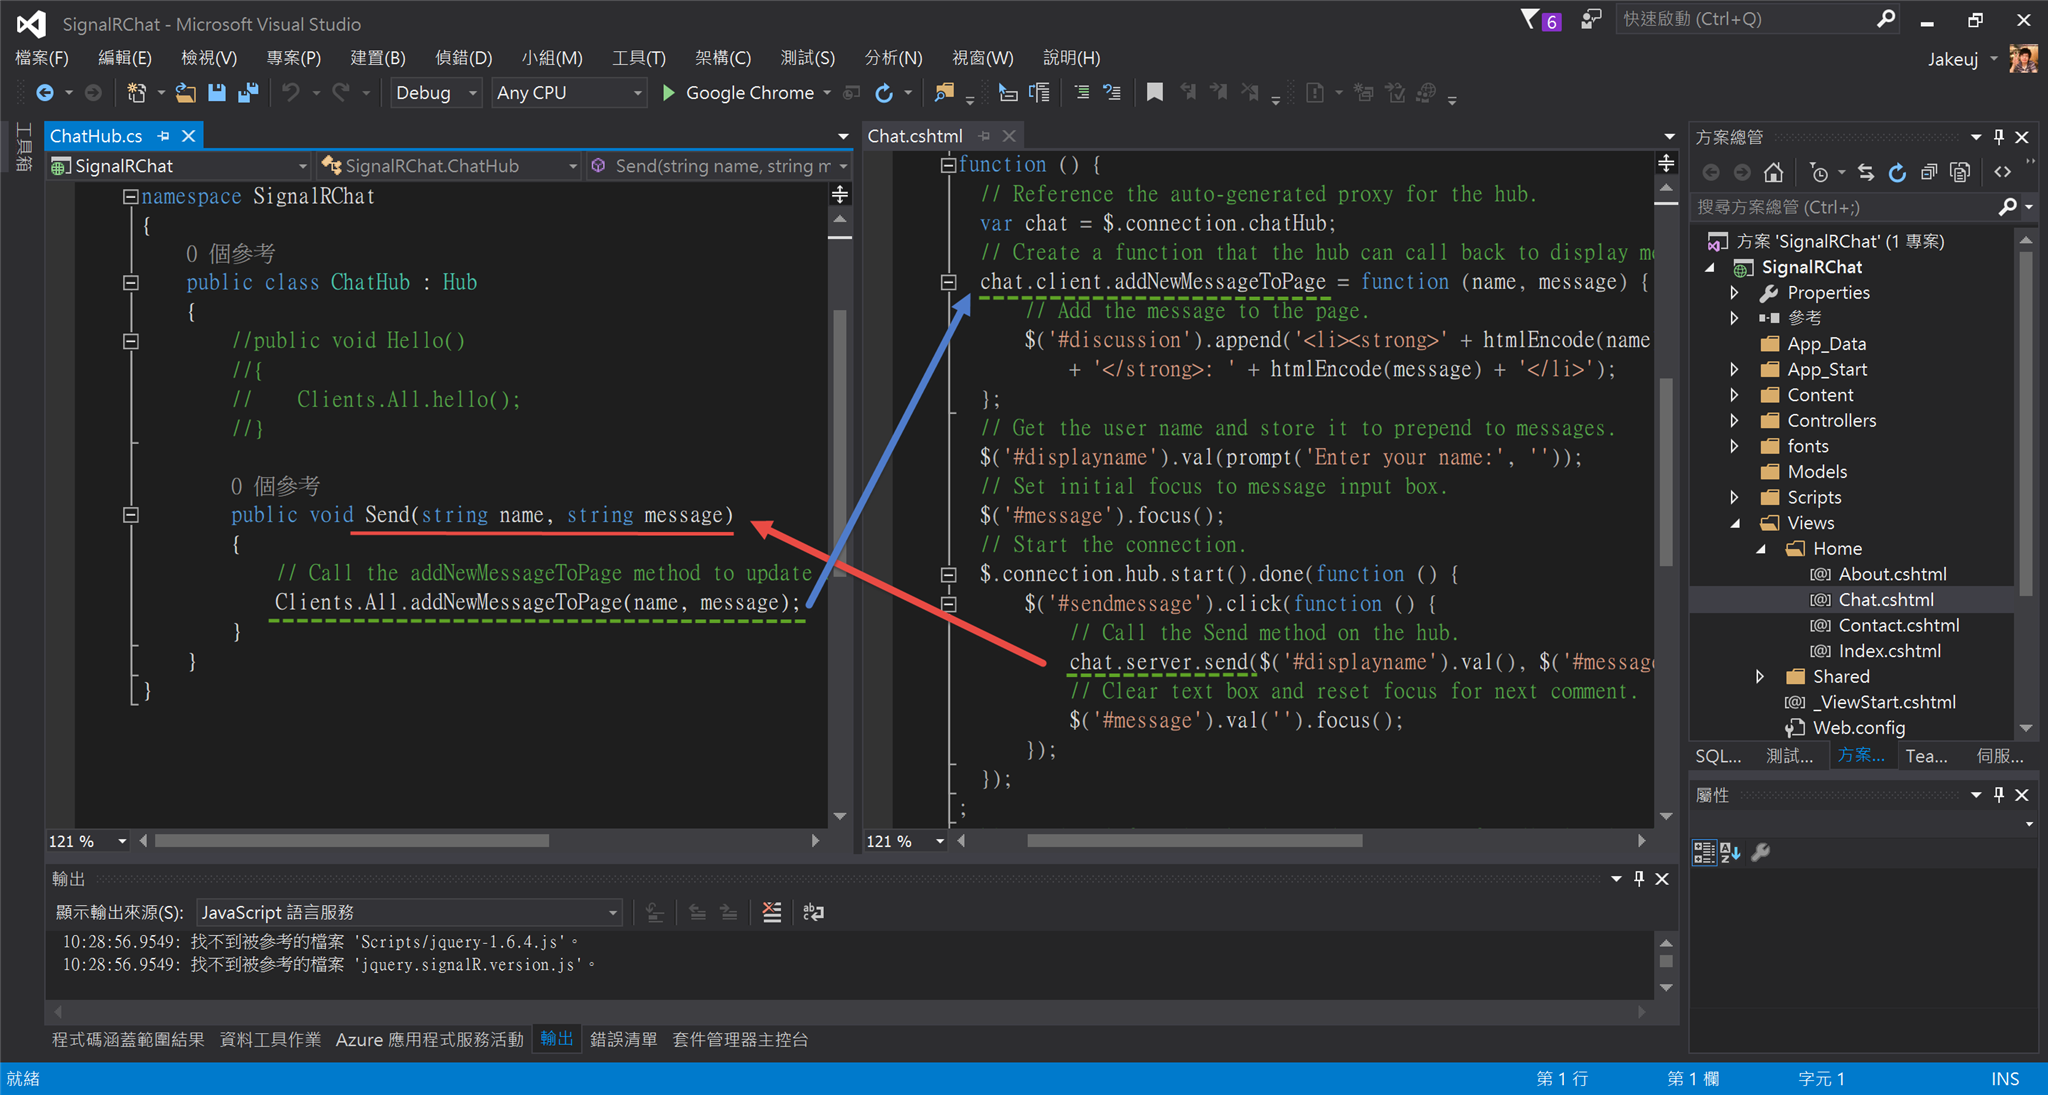 SignalRChat - Microsoft Visual Studio
6
快速啟動 (Ctrl+Q)
檔案(F) 編輯(E) 檢視(V) 專案(P) 建置(B) 偵錯(D) 小組(M) 工具(T) 架構(C) 測試(S) 分析(N) 視窗(W) 說明(H)
Jakeuj
Debug Any CPU Google Chrome
工具箱
ChatHub.cs
SignalRChat SignalRChat.ChatHub Send(string name, string m
namespace SignalRChat
{
0 個參考
public class ChatHub : Hub
{
//public void Hello()
//{
// Clients.All.hello();
//}
0 個參考
public void Send(string name, string message)
{
// Call the addNewMessageToPage method to update
Clients.All.addNewMessageToPage(name, message);
}
}
}
121 %
Chat.cshtml
function () {
// Reference the auto-generated proxy for the hub.
var chat = $.connection.chatHub;
// Create a function that the hub can call back to display me
chat.client.addNewMessageToPage = function (name, message) {
// Add the message to the page.
$('#discussion').append('<li><strong>' + htmlEncode(name
+ '</strong>: ' + htmlEncode(message) + '</li>');
};
// Get the user name and store it to prepend to messages.
$('#displayname').val(prompt('Enter your name:', ''));
// Set initial focus to message input box.
$('#message').focus();
// Start the connection.
$.connection.hub.start().done(function () {
$('#sendmessage').click(function () {
// Call the Send method on the hub.
chat.server.send($('#displayname').val(), $('#message
// Clear text box and reset focus for next comment.
$('#message').val('').focus();
});
});
;
121 %
方案總管
搜尋方案總管 (Ctrl+;)
方案 'SignalRChat' (1 專案)
SignalRChat
Properties
參考
App_Data
App_Start
Content
Controllers
fonts
Models
Scripts
Views
Home
About.cshtml
Chat.cshtml
Contact.cshtml
Index.cshtml
Shared
_ViewStart.cshtml
Web.config
SQL... 測試... 方案... Tea... 伺服...
屬性
輸出
顯示輸出來源(S): JavaScript 語言服務
10:28:56.9549: 找不到被參考的檔案 'Scripts/jquery-1.6.4.js'。
10:28:56.9549: 找不到被參考的檔案 'jquery.signalR.version.js'。
程式碼涵蓋範圍結果 資料工具作業 Azure 應用程式服務活動 輸出 錯誤清單 套件管理器主控台
就緒 第 1 行 第 1 欄 字元 1 INS